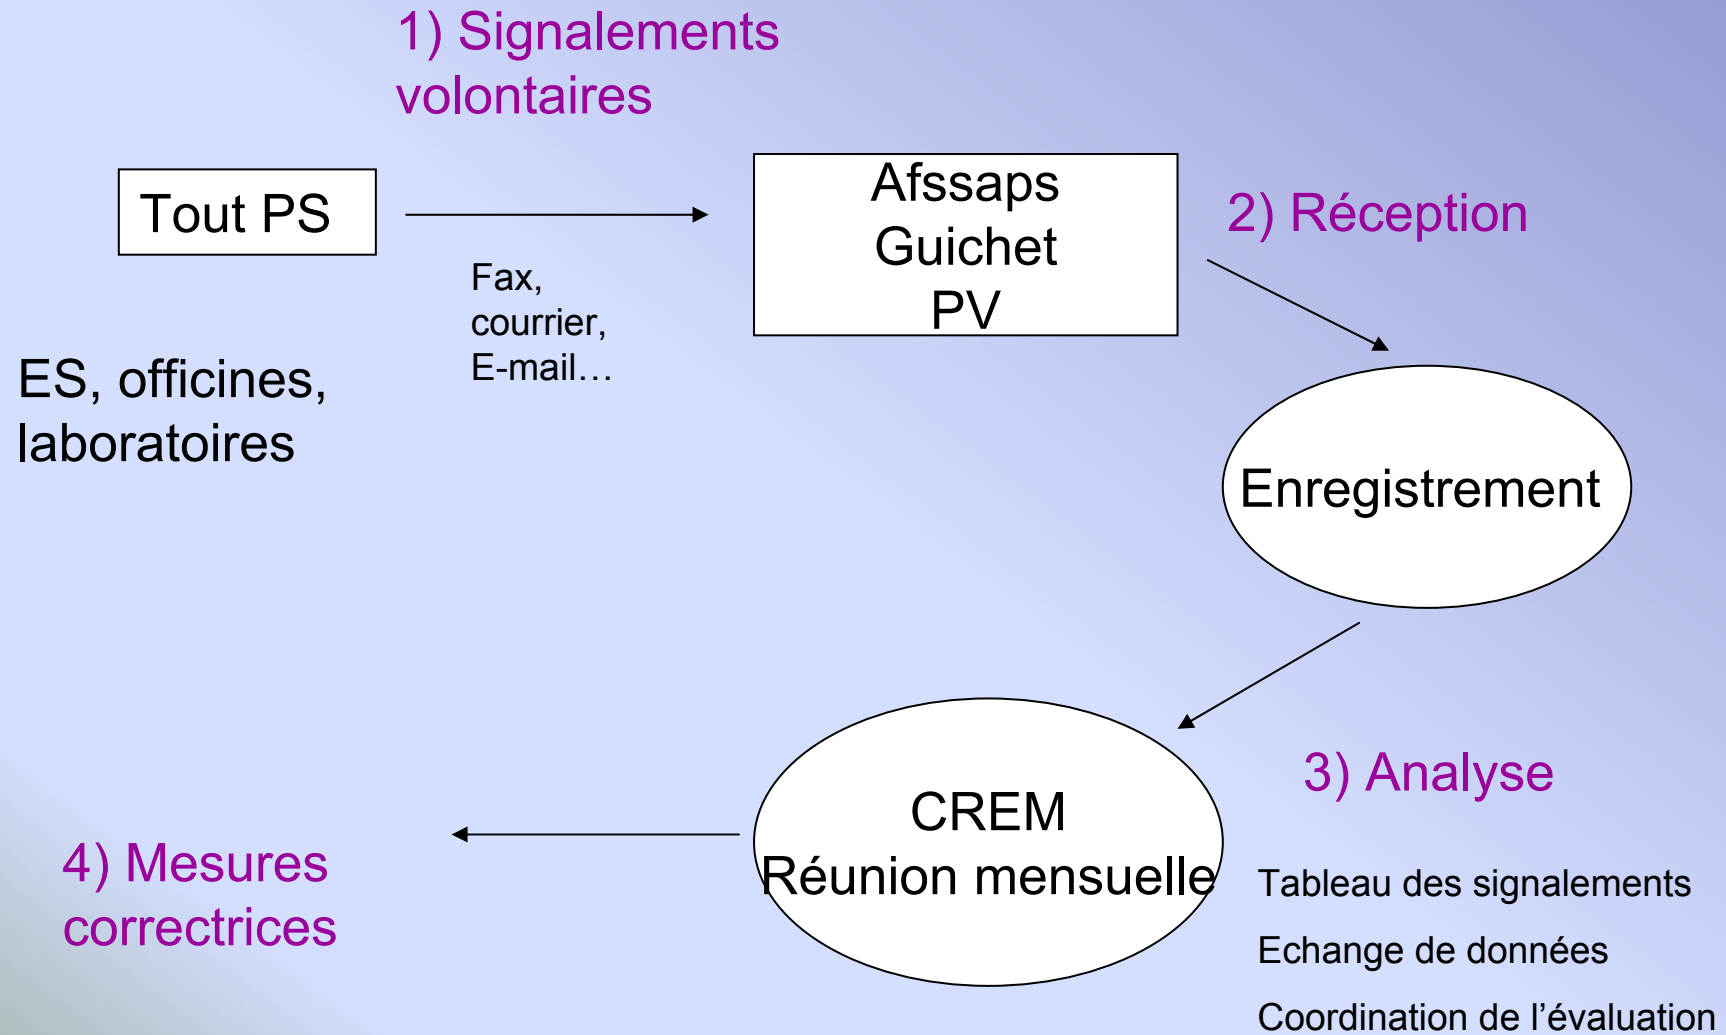 1) Signalements
volontaires
Tout PS
Afssaps
Guichet
PV
2) Réception
Fax,
courrier,
E-mail…
ES, officines,
laboratoires
Enregistrement
3) Analyse
CREM
Réunion mensuelle
4) Mesures
correctrices
Tableau des signalements
Echange de données
Coordination de l’évaluation